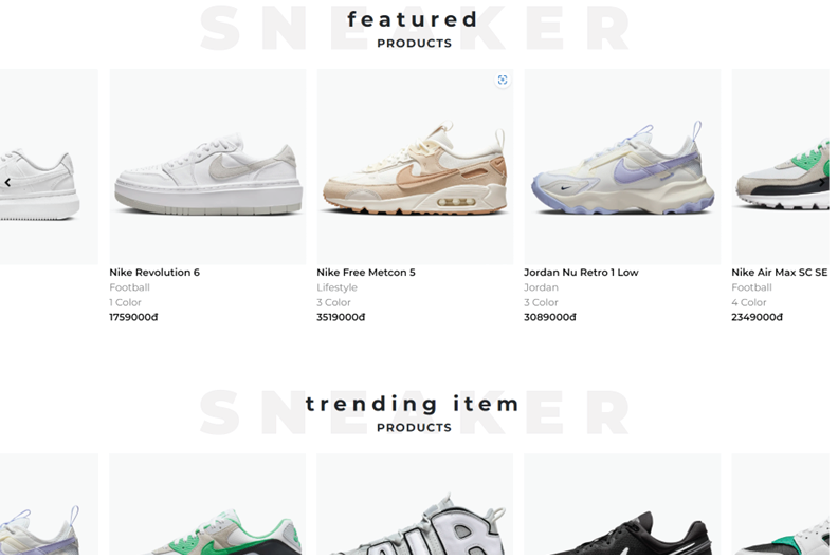 SNEAKER
featured
PRODUCTS
Nike Revolution 6
Football
1 Color
1759000đ
Nike Free Metcon 5
Lifestyle
3 Color
3519000đ
Jordan Nu Retro 1 Low
Jordan
3 Color
3089000đ
Nike Air Max SC SE
Football
4 Color
2349000đ
SNEAKER
trending item
PRODUCTS
AIR